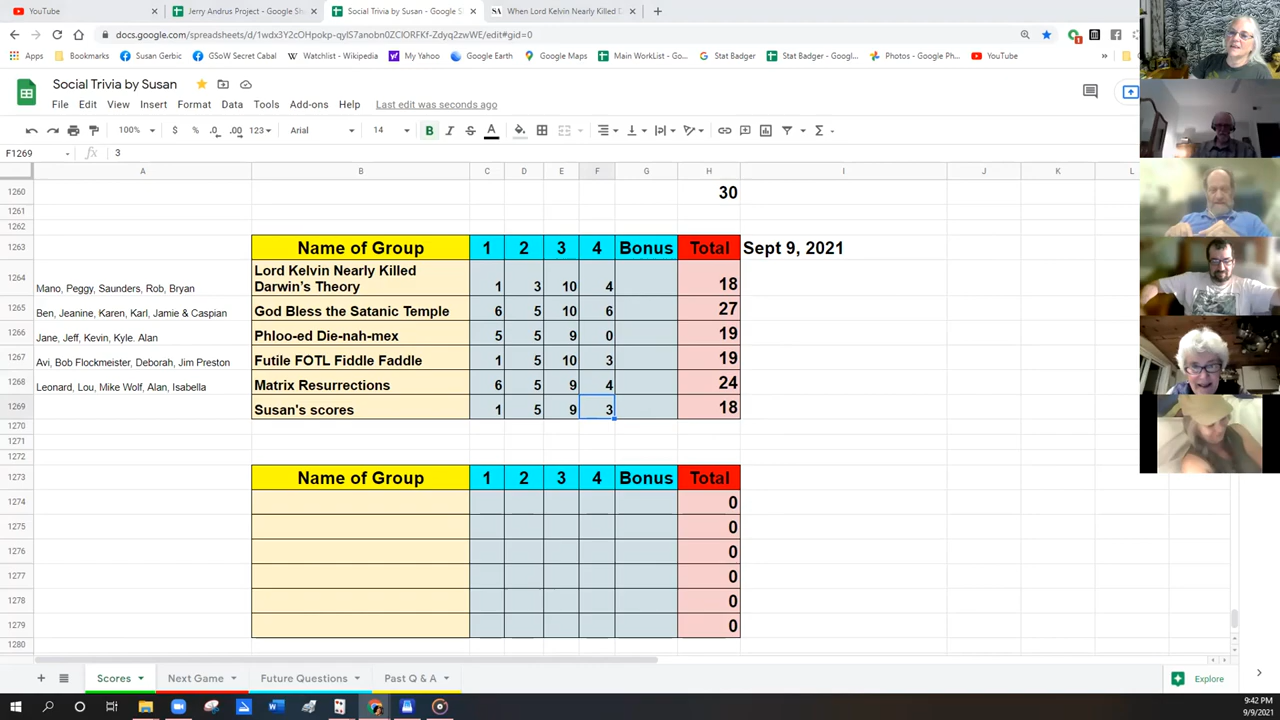 YouTube
Jerry Andrus Project - Google Sh
Social Trivia by Susan - Google S
When Lord Kelvin Nearly Killed D
docs.google.com/spreadsheets/d/1wdx3Y2cOHpokp-qyIS7anobn0ZClORFKf-Zdyq2zwWE/edit#gid=0
Apps Bookmarks Susan Gerbic GSoW Secret Cabal Watchlist - Wikipedia My Yahoo Google Earth Google Maps Main WorkList - Go... Stat Badger Stat Badger - Goo... Photos - Google Ph... YouTube
Social Trivia by Susan
File Edit View Insert Format Data Tools Add-ons Help Last edit was seconds ago
100% $ % .0 .00 123 Arial 14 B I S A
F1269 fx 3
A B C D E F G H I J K L
1260 30
1261
1262
1263 Name of Group 1 2 3 4 Bonus Total Sept 9, 2021
1264 Mano, Peggy, Saunders, Rob, Bryan Lord Kelvin Nearly Killed
Darwin's Theory 1 3 10 4 18
1265 Ben, Jeanine, Karen, Karl, Jamie & Caspian God Bless the Satanic Temple 6 5 10 6 27
1266 Jane, Jeff, Kevin, Kyle. Alan Phloo-ed Die-nah-mex 5 5 9 0 19
1267 Avi, Bob Flockmeister, Deborah, Jim Preston Futile FOTL Fiddle Faddle 1 5 10 3 19
1268 Leonard, Lou, Mike Wolf, Alan, Isabella Matrix Resurrections 6 5 9 4 24
1269 Susan's scores 1 5 9 3 18
1270
1271
1272
1273 Name of Group 1 2 3 4 Bonus Total
1274 0
1275 0
1276 0
1277 0
1278 0
1279 0
1280
Scores Next Game Future Questions Past Q & A Explore
9:42 PM
9/9/2021